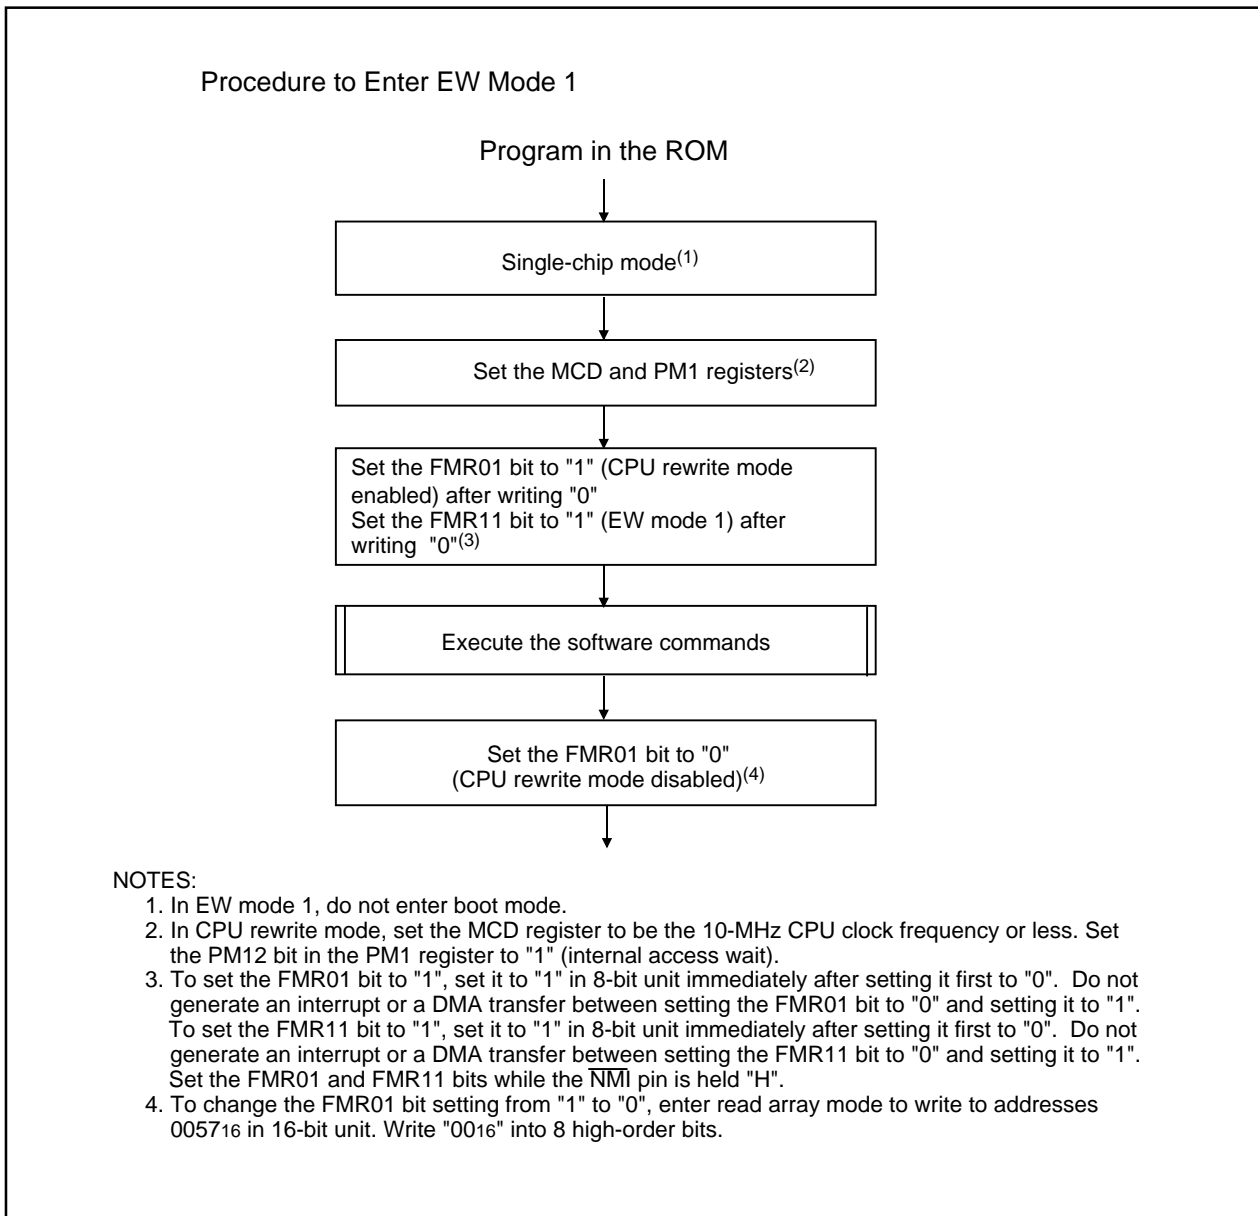 Procedure to Enter EW Mode 1
Program in the ROM
Single-chip mode(1)
Set the MCD and PM1 registers(2)
Set the FMR01 bit to "1" (CPU rewrite mode
enabled) after writing "0"
Set the FMR11 bit to "1" (EW mode 1) after
writing "0"(3)
Execute the software commands
Set the FMR01 bit to "0"
(CPU rewrite mode disabled)(4)
NOTES:
1. In EW mode 1, do not enter boot mode.
2. In CPU rewrite mode, set the MCD register to be the 10-MHz CPU clock frequency or less. Set
the PM12 bit in the PM1 register to "1" (internal access wait).
3. To set the FMR01 bit to "1", set it to "1" in 8-bit unit immediately after setting it first to "0". Do not
generate an interrupt or a DMA transfer between setting the FMR01 bit to "0" and setting it to "1".
To set the FMR11 bit to "1", set it to "1" in 8-bit unit immediately after setting it first to "0". Do not
generate an interrupt or a DMA transfer between setting the FMR11 bit to "0" and setting it to "1".
Set the FMR01 and FMR11 bits while the N̅M̅I̅ pin is held "H".
4. To change the FMR01 bit setting from "1" to "0", enter read array mode to write to addresses
005716 in 16-bit unit. Write "0016" into 8 high-order bits.